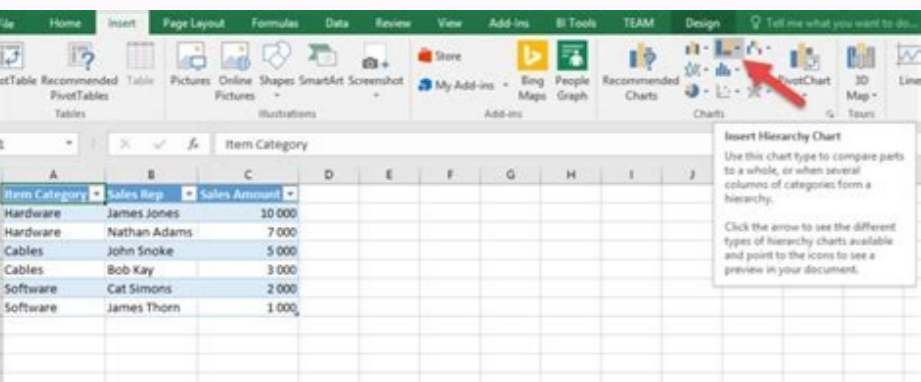 File Home Insert Page Layout Formulas Data Review View Add-Ins BI Tools TEAM Design Tell me what you want to do...
Store
My Add-ins
PivotTable Recommended PivotTables Table Pictures Online Pictures Shapes SmartArt Screenshot Bing Maps People Graph Recommended Charts PivotChart 3D Map
Tables Illustrations Add-ins Charts Tours
fx Item Category
Insert Hierarchy Chart
Use this chart type to compare parts
to a whole, or when several
columns of categories form a
hierarchy.
Click the arrow to see the different
types of hierarchy charts available
and point to the icons to see a
preview in your document.
A B C D E F G H I J
Item Category Sales Rep Sales Amount
Hardware James Jones 10 000
Hardware Nathan Adams 7 000
Cables John Snoke 5 000
Cables Bob Kay 3 000
Software Cat Simons 2 000
Software James Thorn 1 000